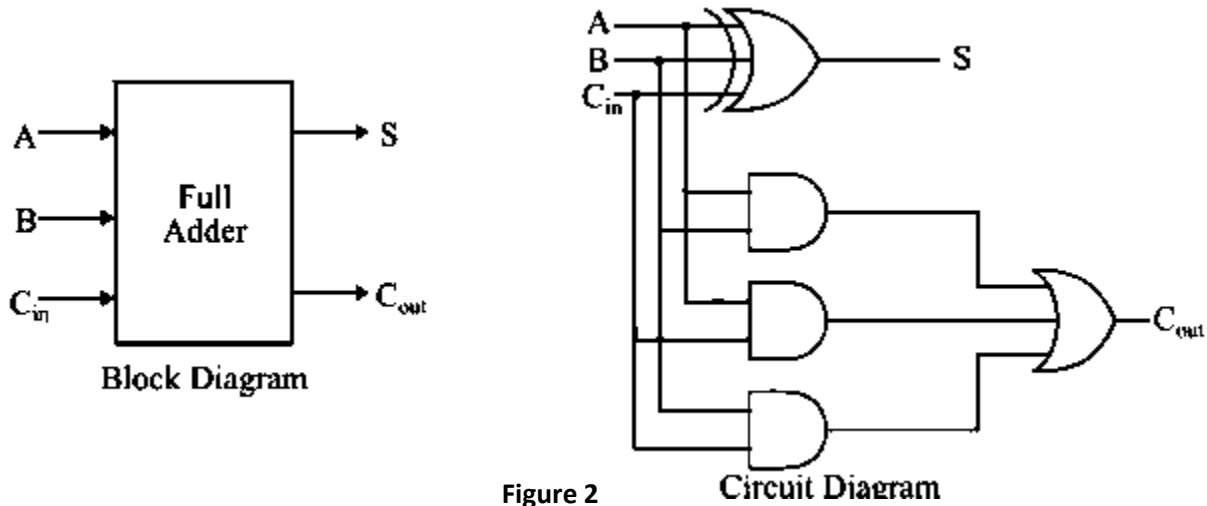 A
B
C_in
Full
Adder
S
C_out
Block Diagram
A
B
C_in
S
C_out
Circuit Diagram
Figure 2